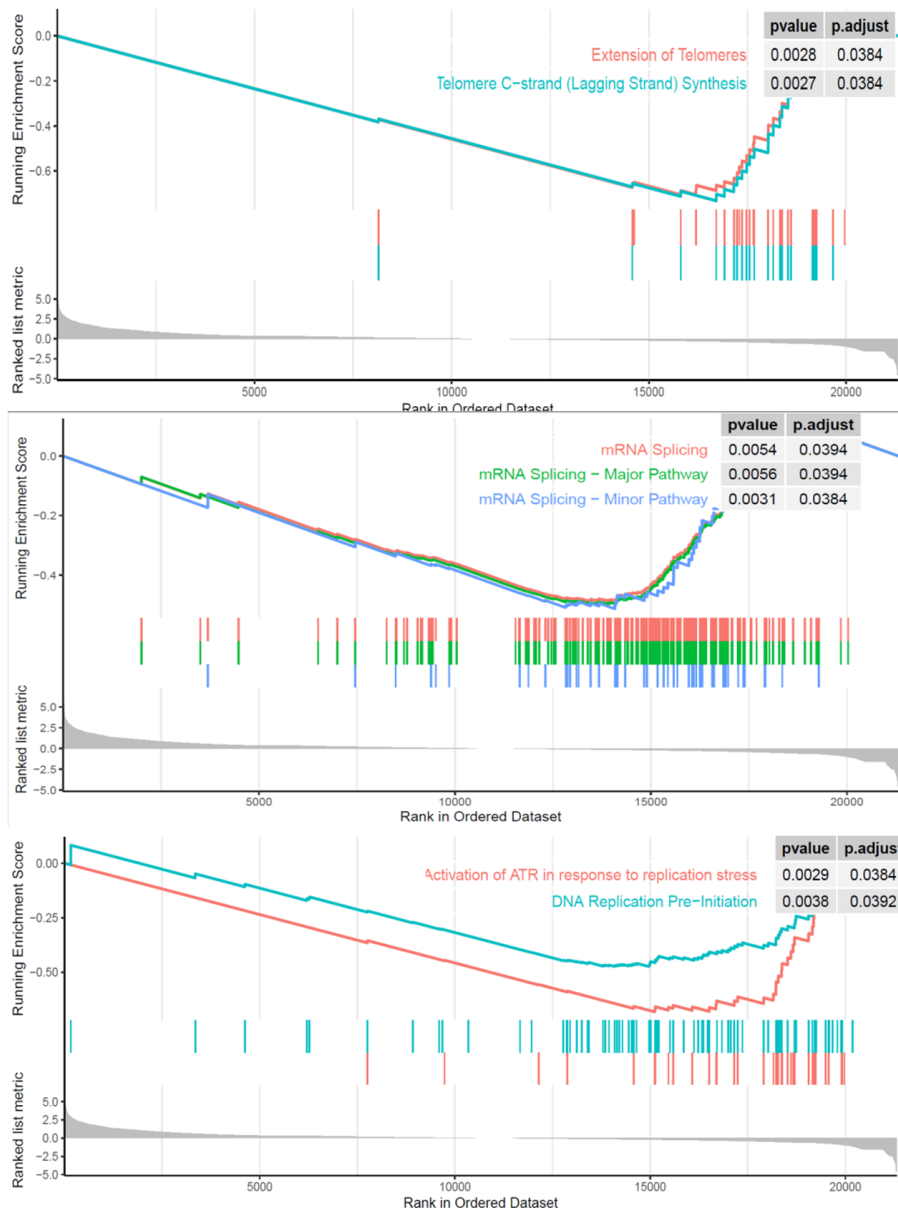 Running Enrichment Score
0.0
−0.2
−0.4
−0.6
pvalue p.adjust
Extension of Telomeres 0.0028 0.0384
Telomere C-strand (Lagging Strand) Synthesis 0.0027 0.0384
Ranked list metric
5.0
2.5
0.0
−2.5
−5.0
5000 10000 15000 20000
Rank in Ordered Dataset
Running Enrichment Score
0.0
−0.2
−0.4
pvalue p.adjust
mRNA Splicing 0.0054 0.0394
mRNA Splicing − Major Pathway 0.0056 0.0394
mRNA Splicing − Minor Pathway 0.0031 0.0384
Ranked list metric
5.0
2.5
0.0
−2.5
−5.0
5000 10000 15000 20000
Rank in Ordered Dataset
Running Enrichment Score
0.00
−0.25
−0.50
pvalue p.adjust
Activation of ATR in response to replication stress 0.0029 0.0384
DNA Replication Pre−Initiation 0.0038 0.0392
Ranked list metric
5.0
2.5
0.0
−2.5
−5.0
5000 10000 15000 20000
Rank in Ordered Dataset